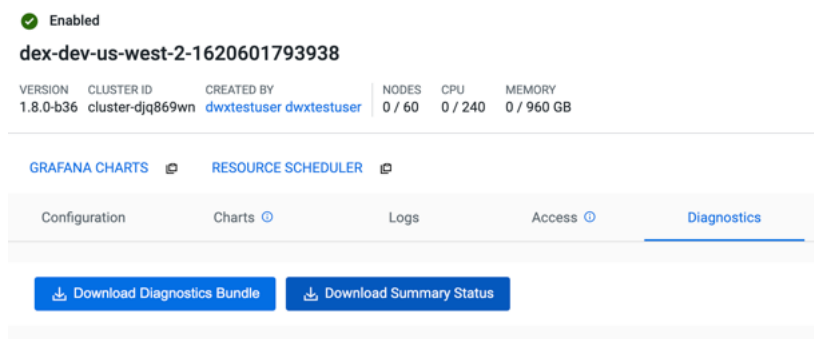 Enabled
dex-dev-us-west-2-1620601793938
VERSION CLUSTER ID CREATED BY NODES CPU MEMORY
1.8.0-b36 cluster-djq869wn dwxtestuser dwxtestuser 0 / 60 0 / 240 0 / 960 GB
GRAFANA CHARTS RESOURCE SCHEDULER
Configuration Charts Logs Access Diagnostics
Download Diagnostics Bundle Download Summary Status